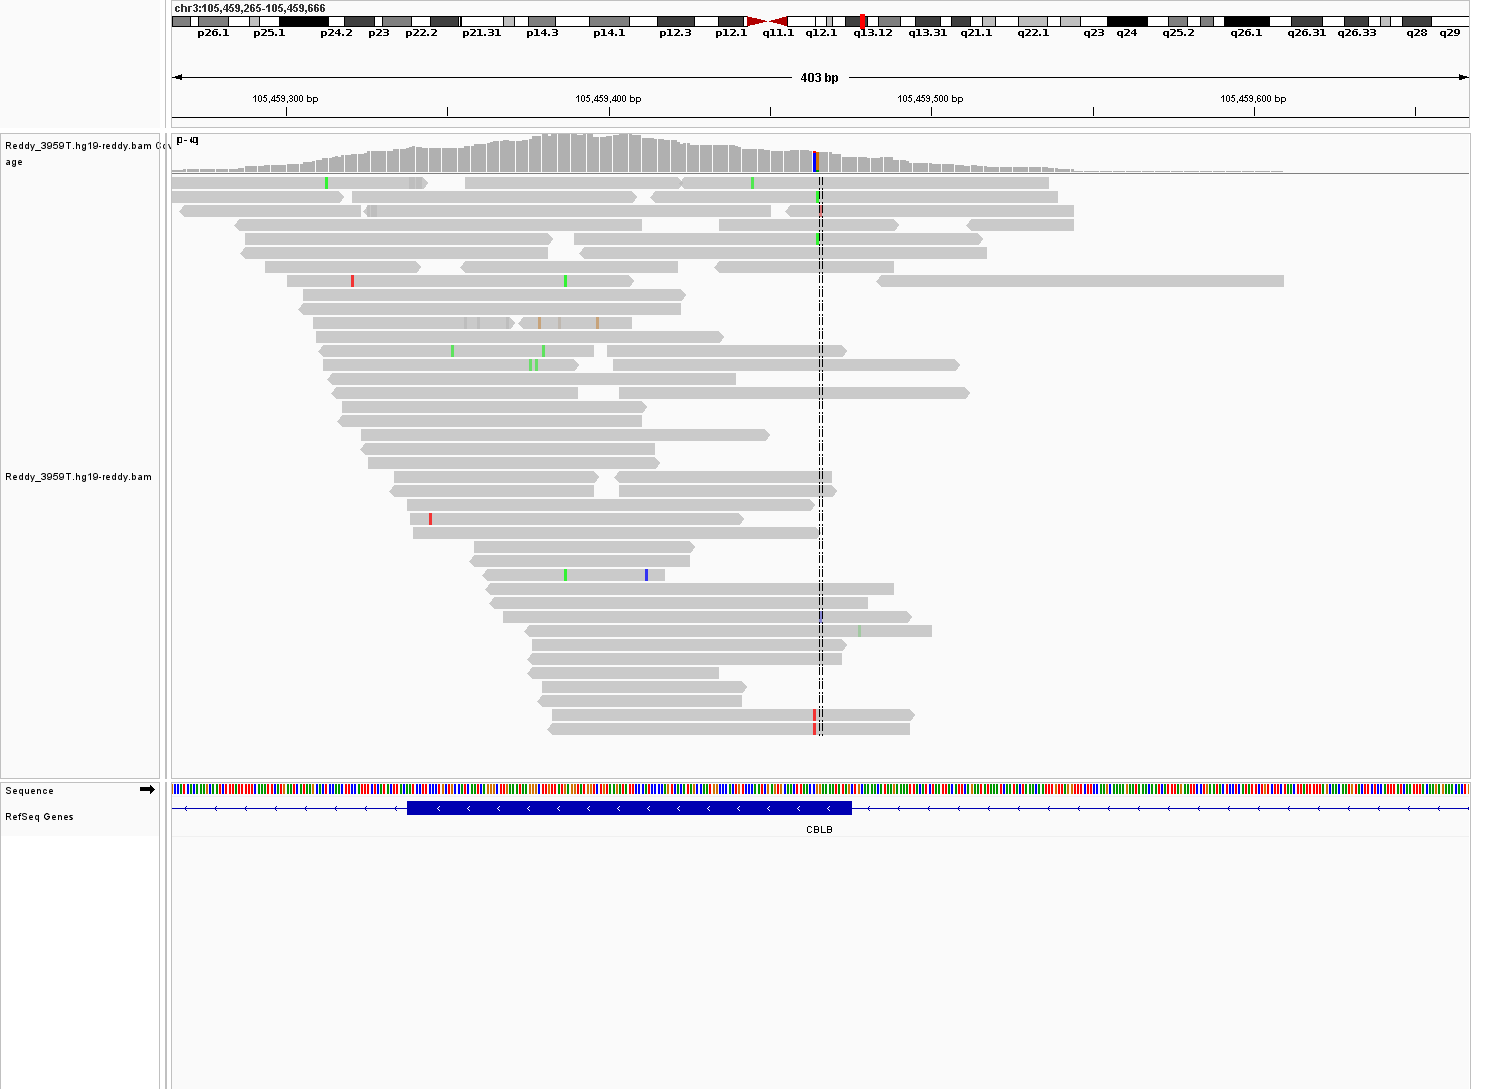 chr3:105,459,265-105,459,666
p26.1 p25.1 p24.2 p23 p22.2 p21.31 p14.3 p14.1 p12.3 p12.1 q11.1 q12.1 q13.12 q13.31 q21.1 q22.1 q23 q24 q25.2 q26.1 q26.31 q26.33 q28 q29
403 bp
105,459,300 bp 105,459,400 bp 105,459,500 bp 105,459,600 bp
Reddy_3959T.hg19-reddy.bam Cov
age
Reddy_3959T.hg19-reddy.bam
Sequence
RefSeq Genes
CBLB